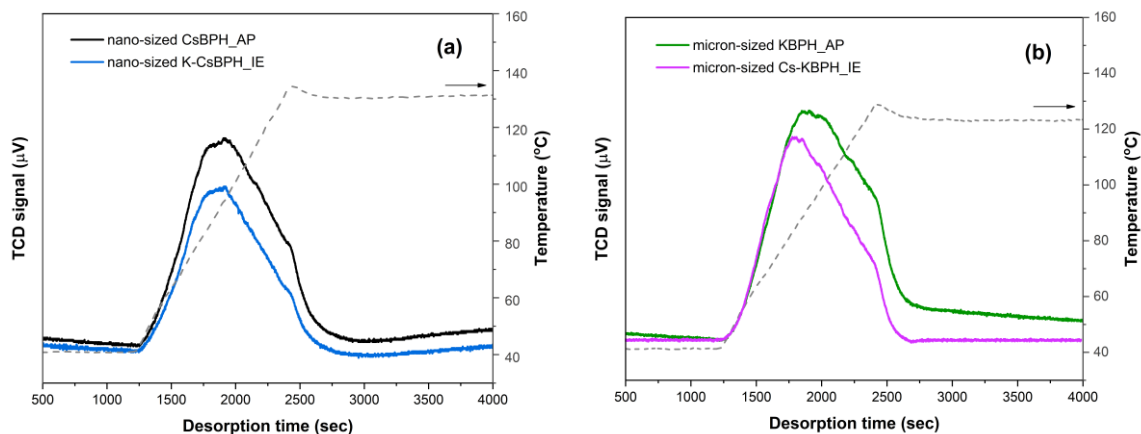 (a)
nano-sized CsBPH_AP
nano-sized K-CsBPH_IE
TCD signal (µV)
Temperature (°C)
160
140
120
100
80
60
40
500 1000 1500 2000 2500 3000 3500 4000
Desorption time (sec)
(b)
micron-sized KBPH_AP
micron-sized Cs-KBPH_IE
TCD signal (µV)
Temperature (°C)
160
140
120
100
80
60
40
500 1000 1500 2000 2500 3000 3500 4000
Desorption time (sec)